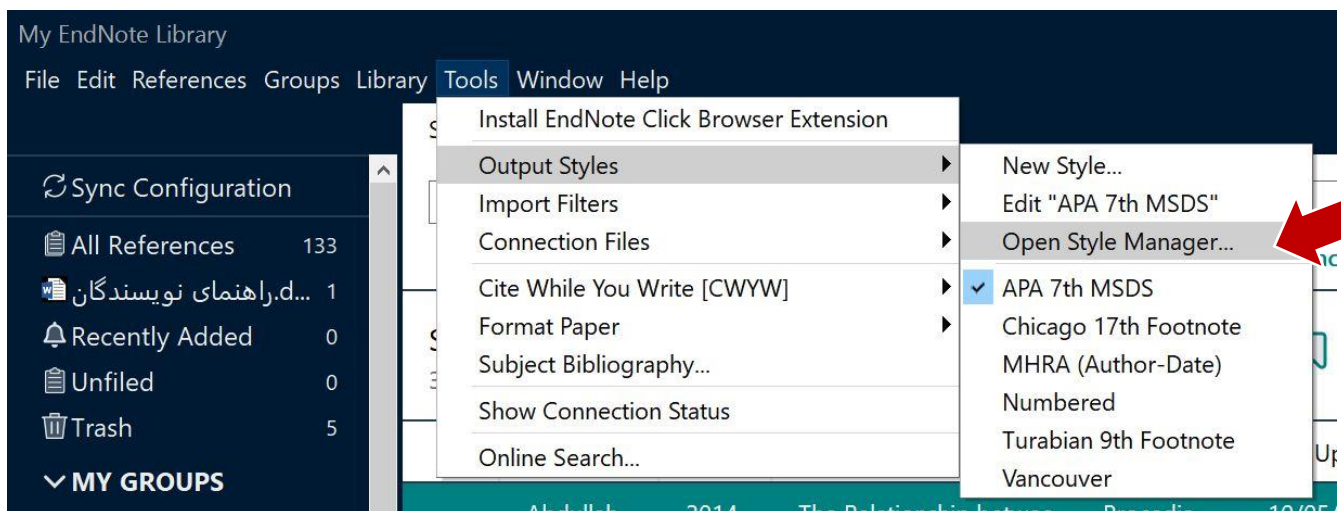 My EndNote Library
File Edit References Groups Library Tools Window Help
Install EndNote Click Browser Extension
Output Styles
Import Filters
Connection Files
Cite While You Write [CWYW]
Format Paper
Subject Bibliography...
Show Connection Status
Online Search...
New Style...
Edit "APA 7th MSDS"
Open Style Manager...
APA 7th MSDS
Chicago 17th Footnote
MHRA (Author-Date)
Numbered
Turabian 9th Footnote
Vancouver
Sync Configuration
All References 133
راهنمای نویسندگان.d... 1
Recently Added 0
Unfiled 0
Trash 5
MY GROUPS